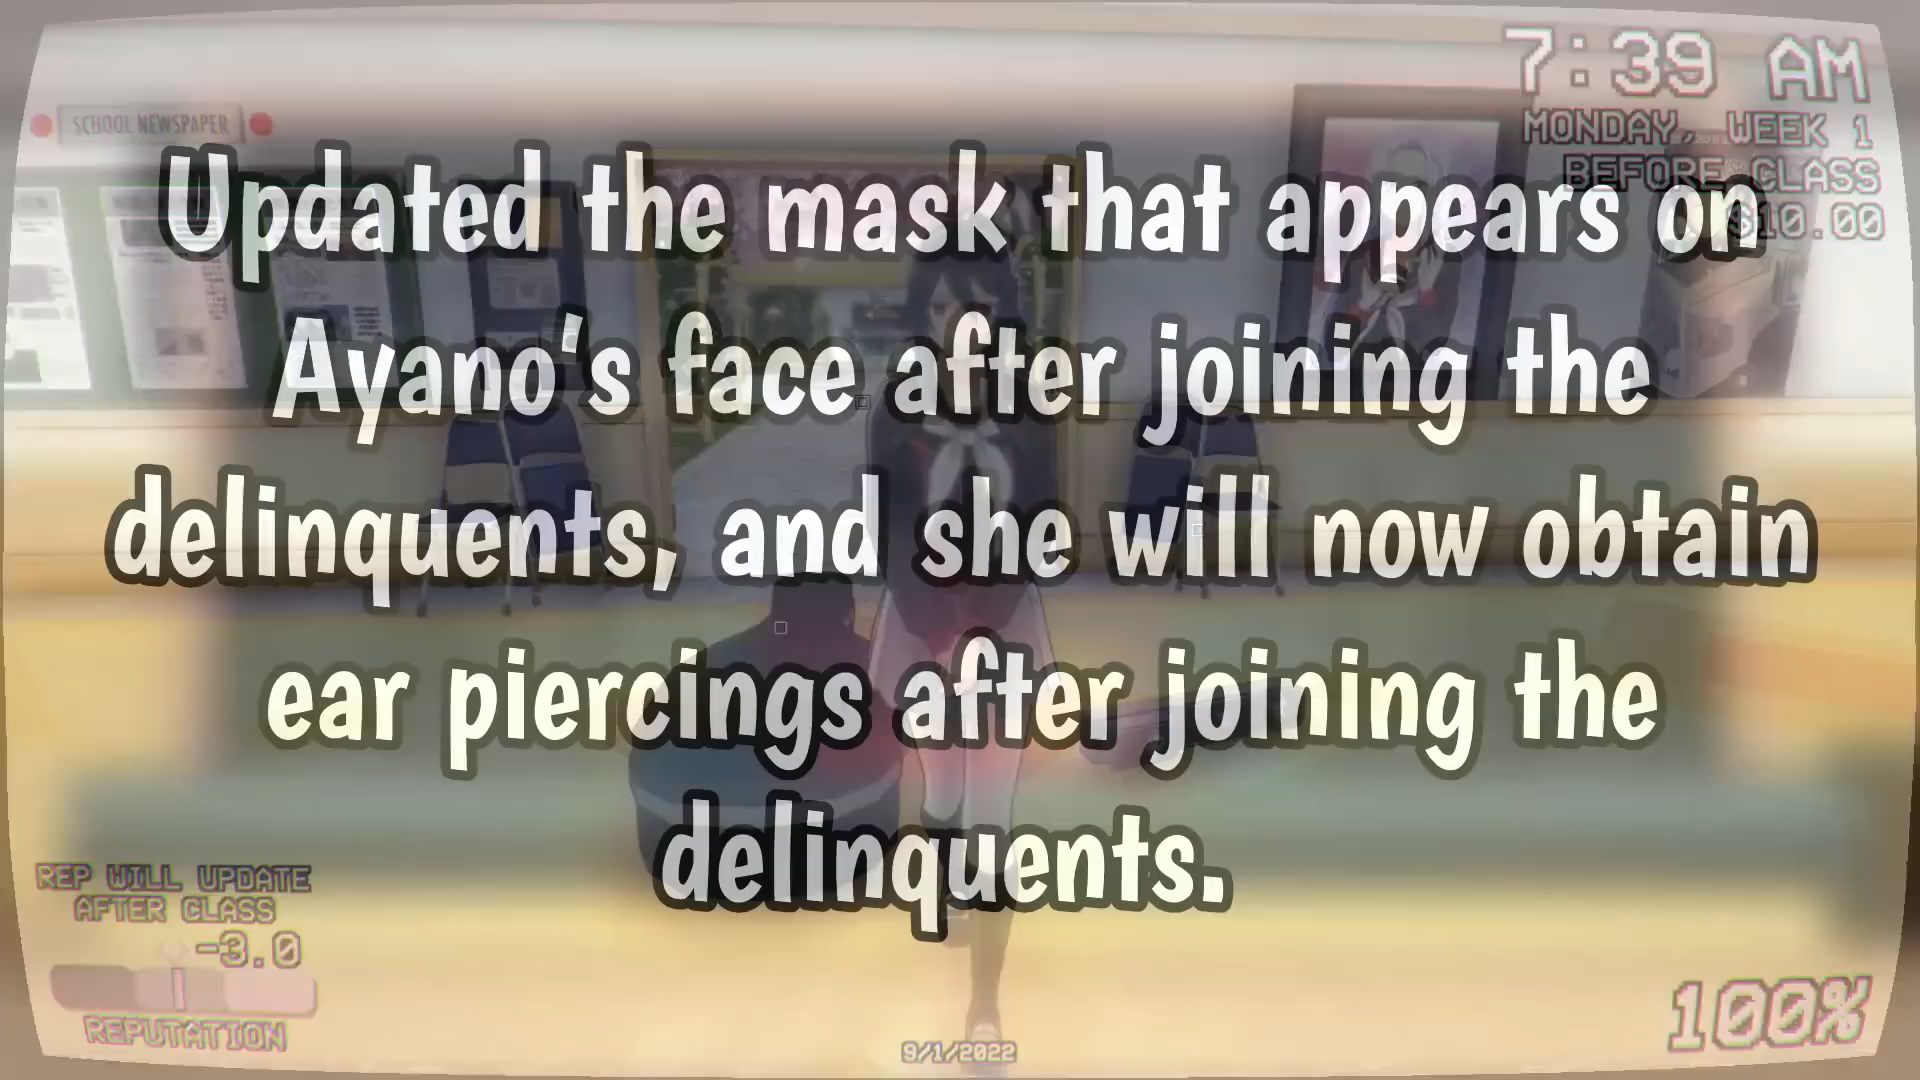 7:39 AM
MONDAY, WEEK 1
BEFORE CLASS
$10.00
SCHOOL NEWSPAPER
Updated the mask that appears on
Ayano's face after joining the
delinquents, and she will now obtain
ear piercings after joining the
delinquents.
REP WILL UPDATE
AFTER CLASS
-3.0
REPUTATION
9/1/2022
100%